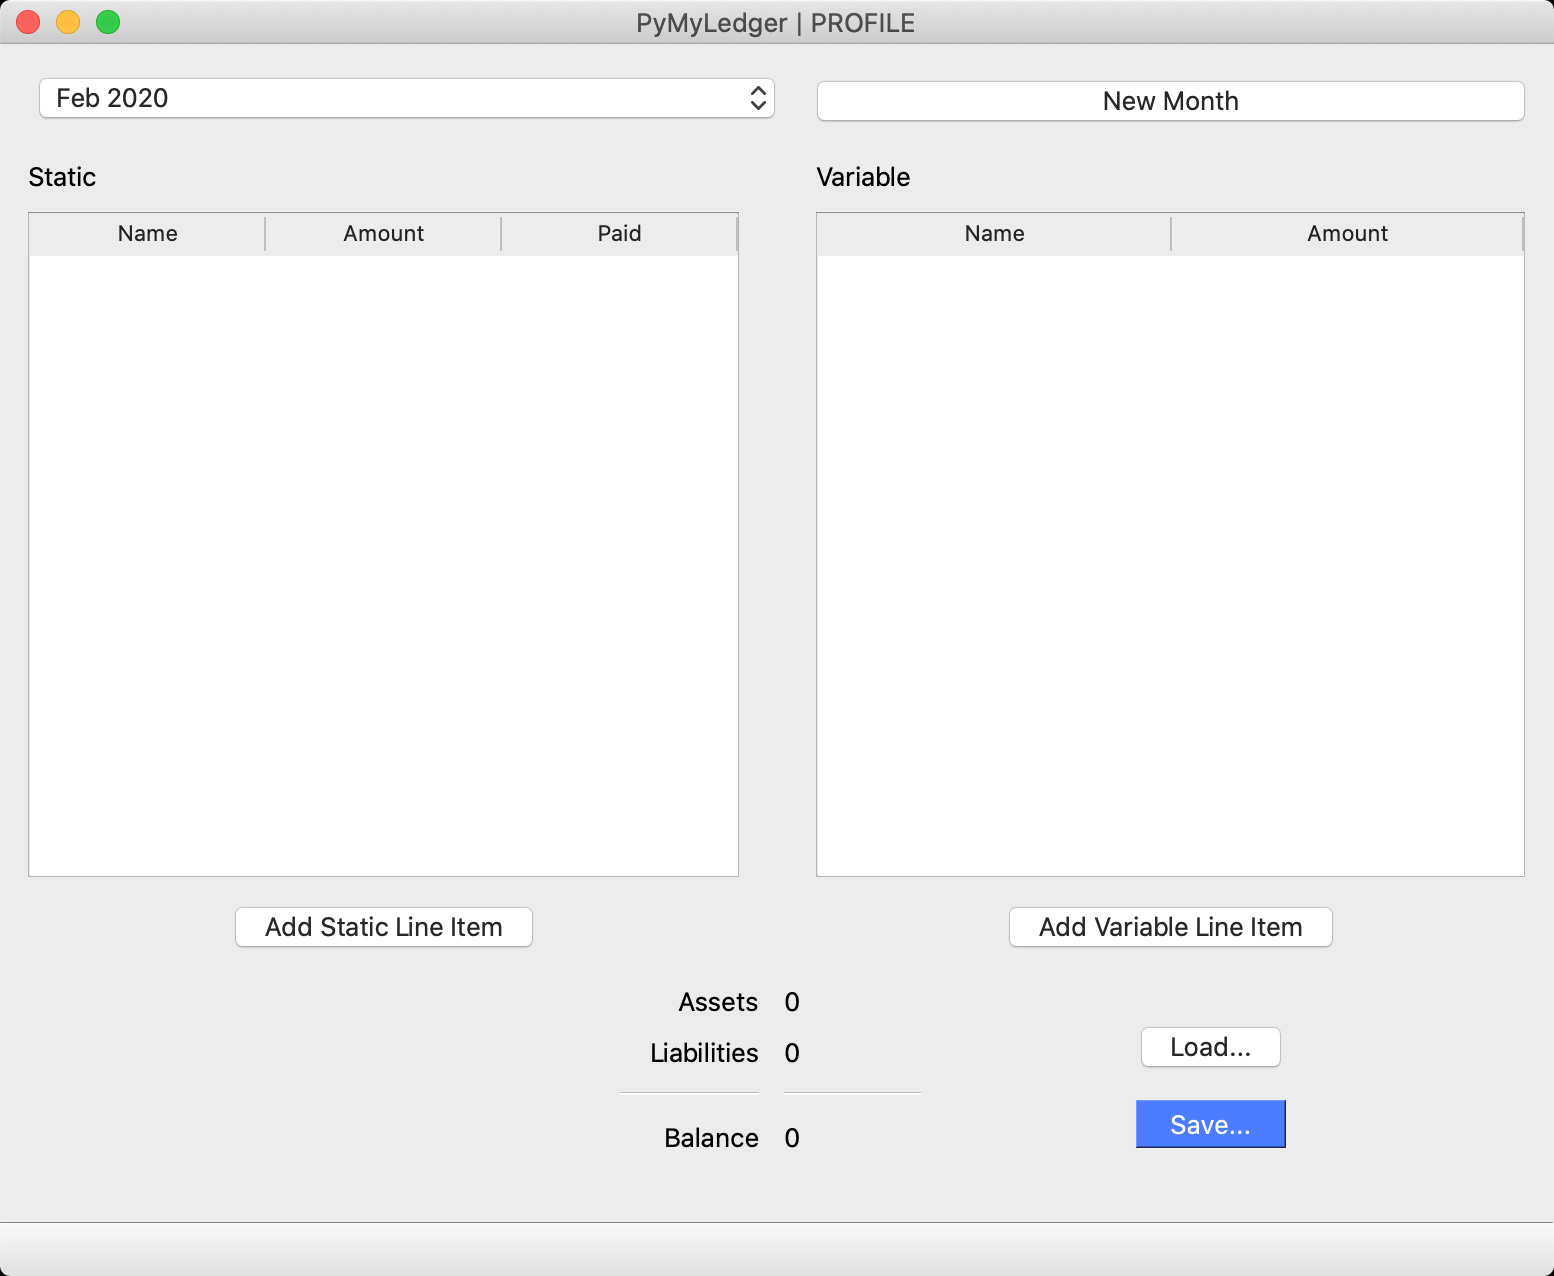 PyMyLedger | PROFILE
Feb 2020
New Month
Static
Variable
Name Amount Paid
Name Amount
Add Static Line Item
Add Variable Line Item
Assets 0
Liabilities 0
Load...
Save...
Balance 0